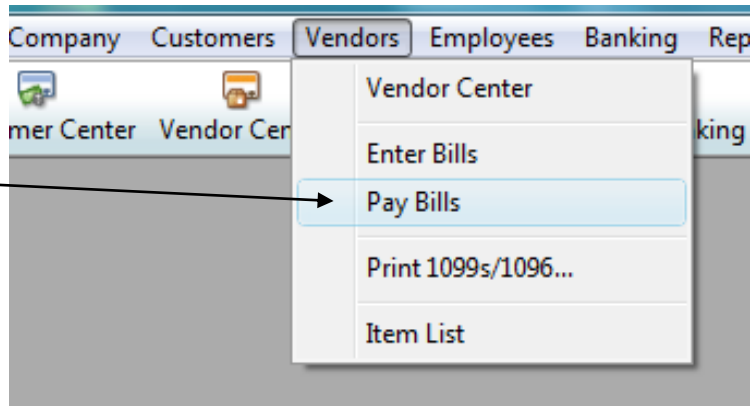 Company Customers Vendors Employees Banking Rep
mer Center Vendor Cen king
Vendor Center
Enter Bills
Pay Bills
Print 1099s/1096...
Item List